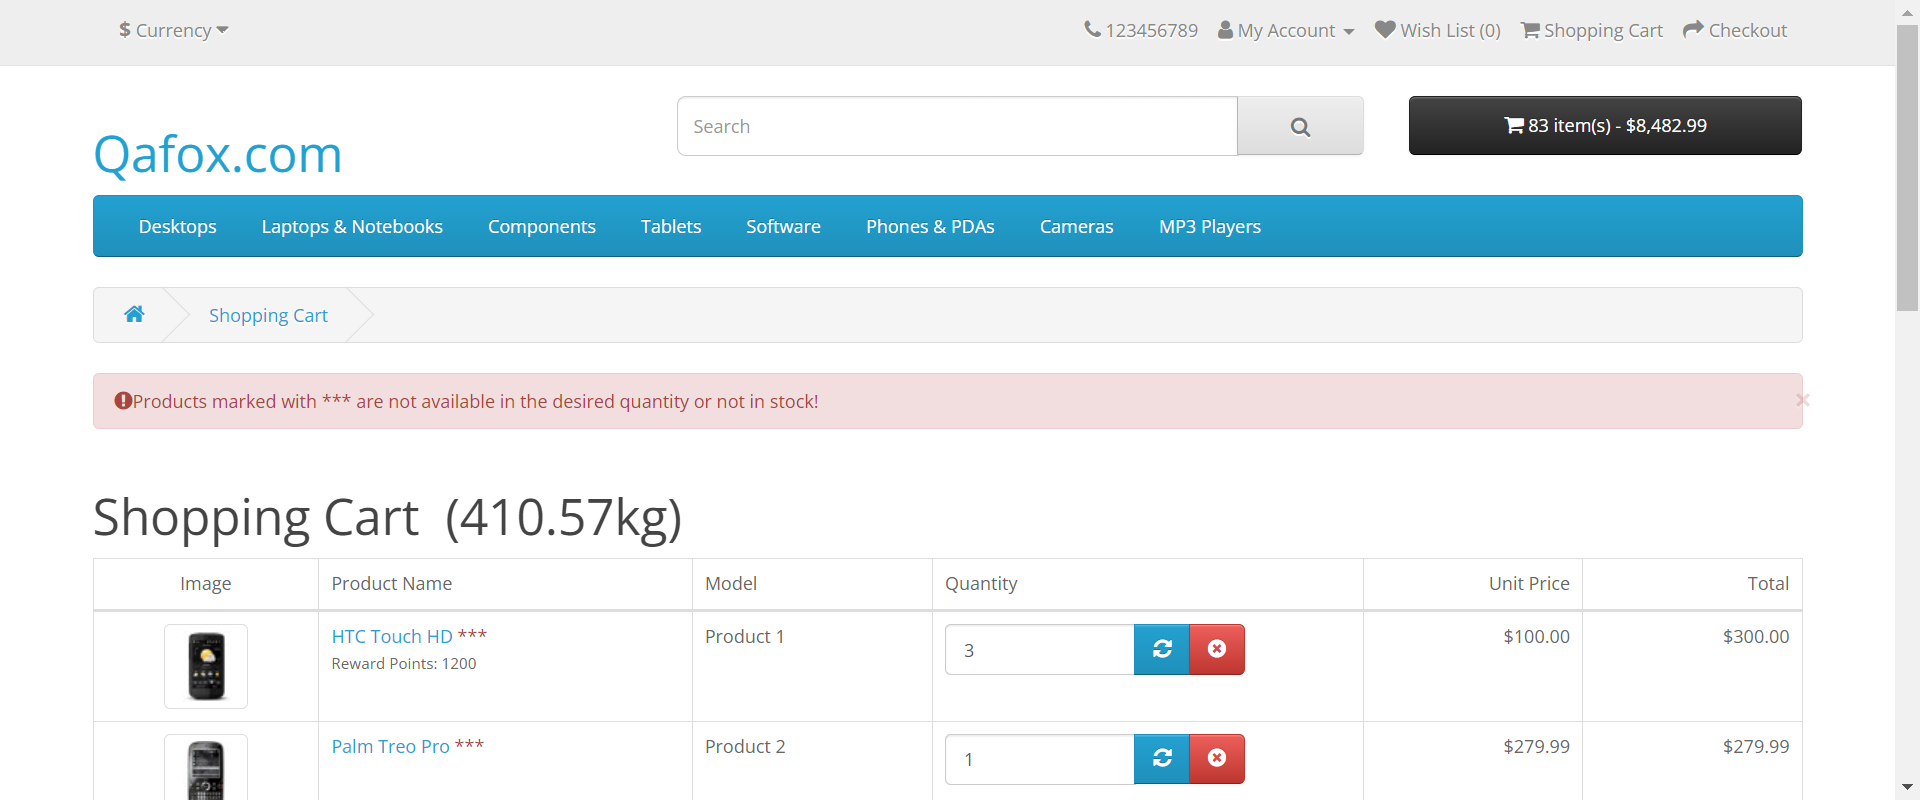 $ Currency 123456789 My Account Wish List (0) Shopping Cart Checkout
Search 83 item(s) - $8,482.99
Qafox.com
Desktops Laptops & Notebooks Components Tablets Software Phones & PDAs Cameras MP3 Players
Shopping Cart
Products marked with *** are not available in the desired quantity or not in stock! ×
Shopping Cart (410.57kg)
Image Product Name Model Quantity Unit Price Total
HTC Touch HD *** Product 1 3 $100.00 $300.00
Reward Points: 1200
Palm Treo Pro *** Product 2 1 $279.99 $279.99